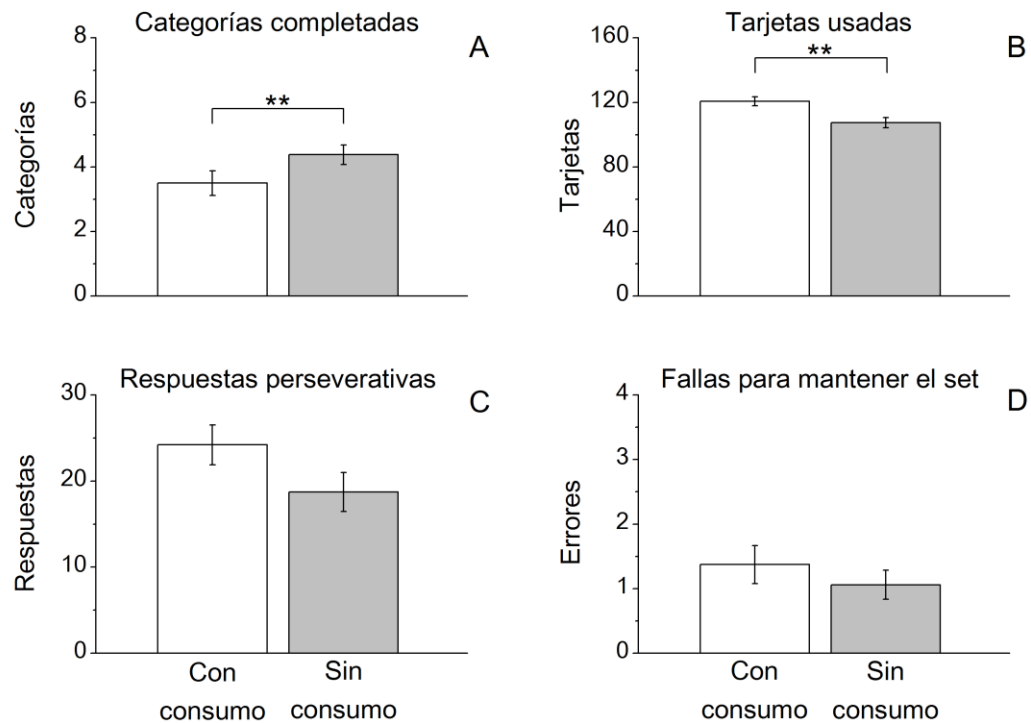 Categorías completadas
A
8
6
4
2
0
Categorías
**
Tarjetas usadas
B
160
120
80
40
0
Tarjetas
**
Respuestas perseverativas
C
30
20
10
0
Respuestas
Con
consumo
Sin
consumo
Fallas para mantener el set
D
4
3
2
1
0
Errores
Con
consumo
Sin
consumo